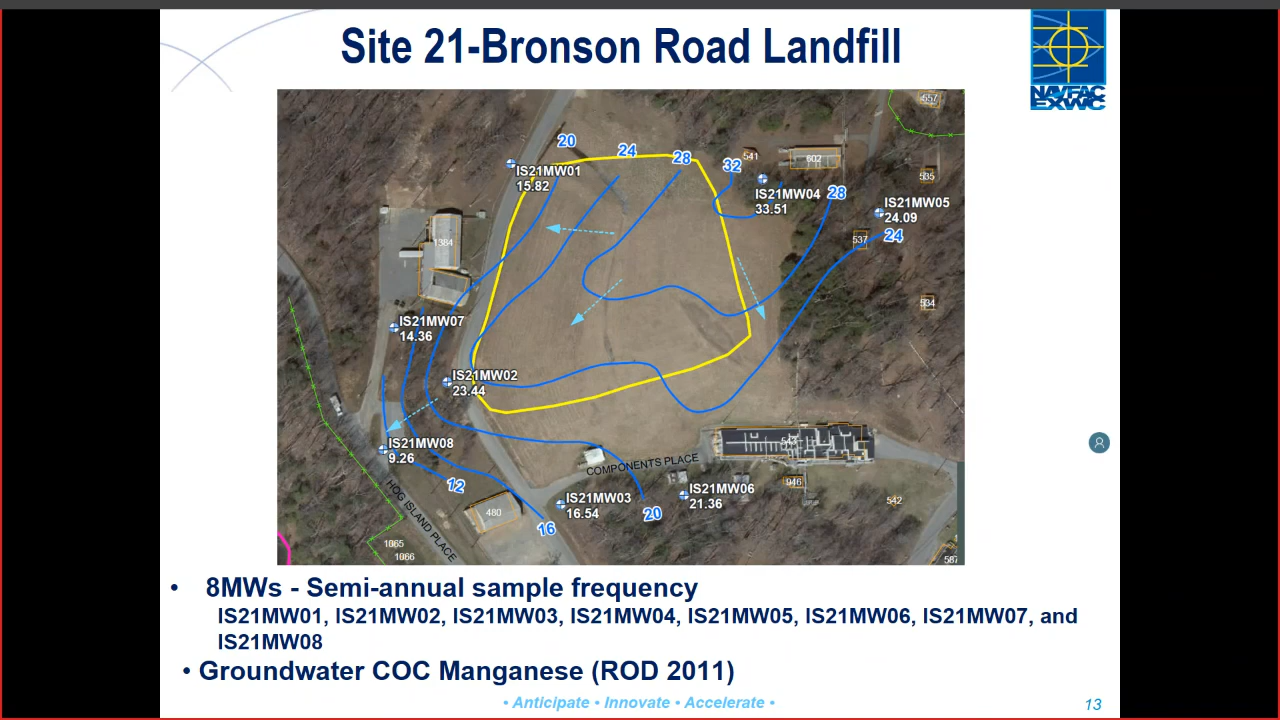 Site 21-Bronson Road Landfill
NAVFAC
EXWC
557
20
24
28
32
541
602
IS21MW01
15.82
IS21MW04
33.51
28
535
IS21MW05
24.09
24
537
1384
534
IS21MW07
14.36
IS21MW02
23.44
IS21MW08
9.26
543
COMPONENTS PLACE
12
HOG ISLAND PLACE
480
16
IS21MW03
16.54
20
IS21MW06
21.36
946
542
1065
1066
587
• 8MWs - Semi-annual sample frequency
IS21MW01, IS21MW02, IS21MW03, IS21MW04, IS21MW05, IS21MW06, IS21MW07, and
IS21MW08
• Groundwater COC Manganese (ROD 2011)
• Anticipate • Innovate • Accelerate •
13